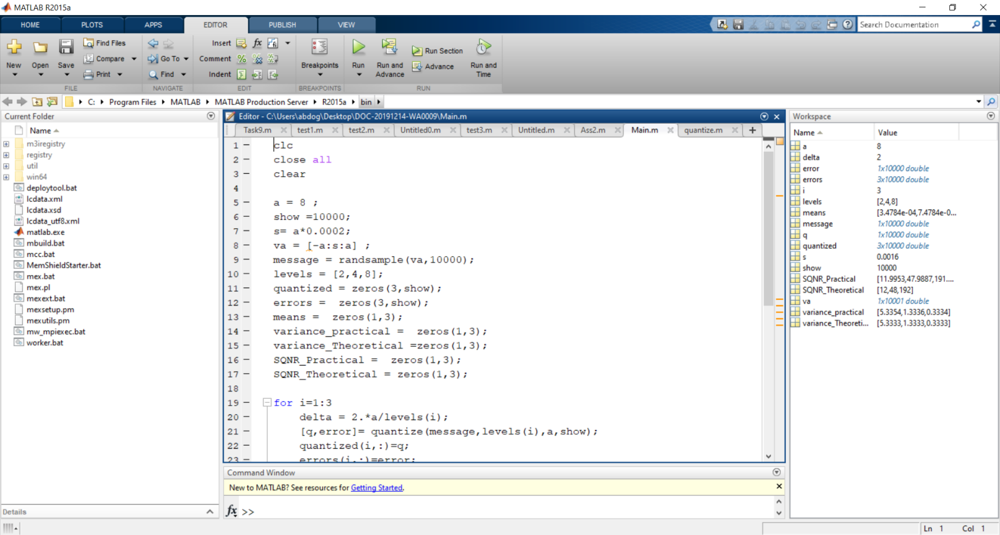 MATLAB R2015a
HOME PLOTS APPS EDITOR PUBLISH VIEW
Search Documentation
New Open Save
Find Files
Compare
Print
FILE
Go To
Find
NAVIGATE
Insert
Comment
Indent
EDIT
Breakpoints
BREAKPOINTS
Run
Run and Advance
Run Section
Advance
Run and Time
RUN
C: Program Files MATLAB MATLAB Production Server R2015a bin
Current Folder
Name
m3iregistry
registry
util
win64
deploytool.bat
lcdata.xml
lcdata.xsd
lcdata_utf8.xml
matlab.exe
mbuild.bat
mcc.bat
MemShieldStarter.bat
mex.bat
mex.pl
mexext.bat
mexsetup.pm
mexutils.pm
mw_mpiexec.bat
worker.bat
Details
Editor - C:\Users\abdog\Desktop\DOC-20191214-WA0009\Main.m
Task9.m test1.m test2.m Untitled0.m test3.m Untitled.m Ass2.m Main.m quantize.m
1 clc
2 close all
3 clear
4
5 a = 8 ;
6 show =10000;
7 s= a*0.0002;
8 va = [-a:s:a] ;
9 message = randsample(va,10000);
10 levels = [2,4,8];
11 quantized = zeros(3,show);
12 errors =  zeros(3,show);
13 means =  zeros(1,3);
14 variance_practical =  zeros(1,3);
15 variance_Theoretical =zeros(1,3);
16 SQNR_Practical =  zeros(1,3);
17 SQNR_Theoretical = zeros(1,3);
18
19 for i=1:3
20 delta = 2.*a/levels(i);
21 [q,error]= quantize(message,levels(i),a,show);
22 quantized(i,:)=q;
23 errors(i,:)=error;
Command Window
New to MATLAB? See resources for Getting Started.
fx >>
Workspace
Name Value
a 8
delta 2
error 1x10000 double
errors 3x10000 double
i 3
levels [2,4,8]
means [3.4784e-04,7.4784e-0...
message 1x10000 double
q 1x10000 double
quantized 3x10000 double
s 0.0016
show 10000
SQNR_Practical [11.9953,47.9887,191....
SQNR_Theoretical [12,48,192]
va 1x10001 double
variance_practical [5.3354,1.3336,0.3334]
variance_Theoreti... [5.3333,1.3333,0.3333]
Ln 1 Col 1